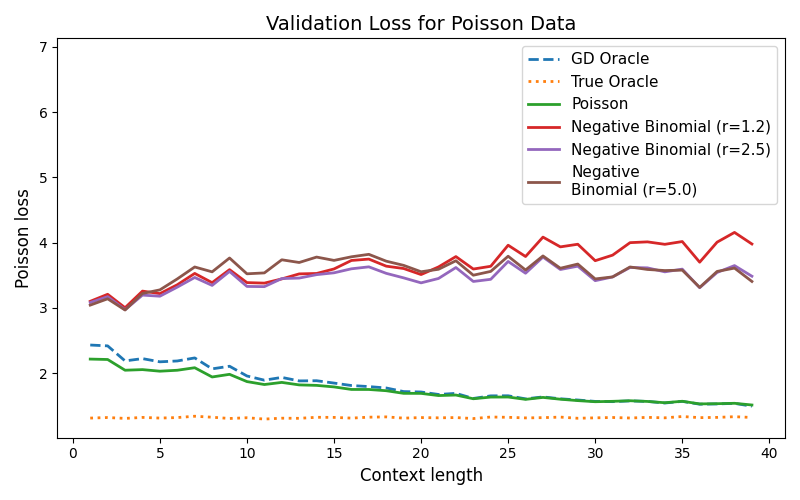 Validation Loss for Poisson Data
7
6
5
4
3
2
Poisson loss
GD Oracle
True Oracle
Poisson
Negative Binomial (r=1.2)
Negative Binomial (r=2.5)
Negative
Binomial (r=5.0)
0 5 10 15 20 25 30 35 40
Context length